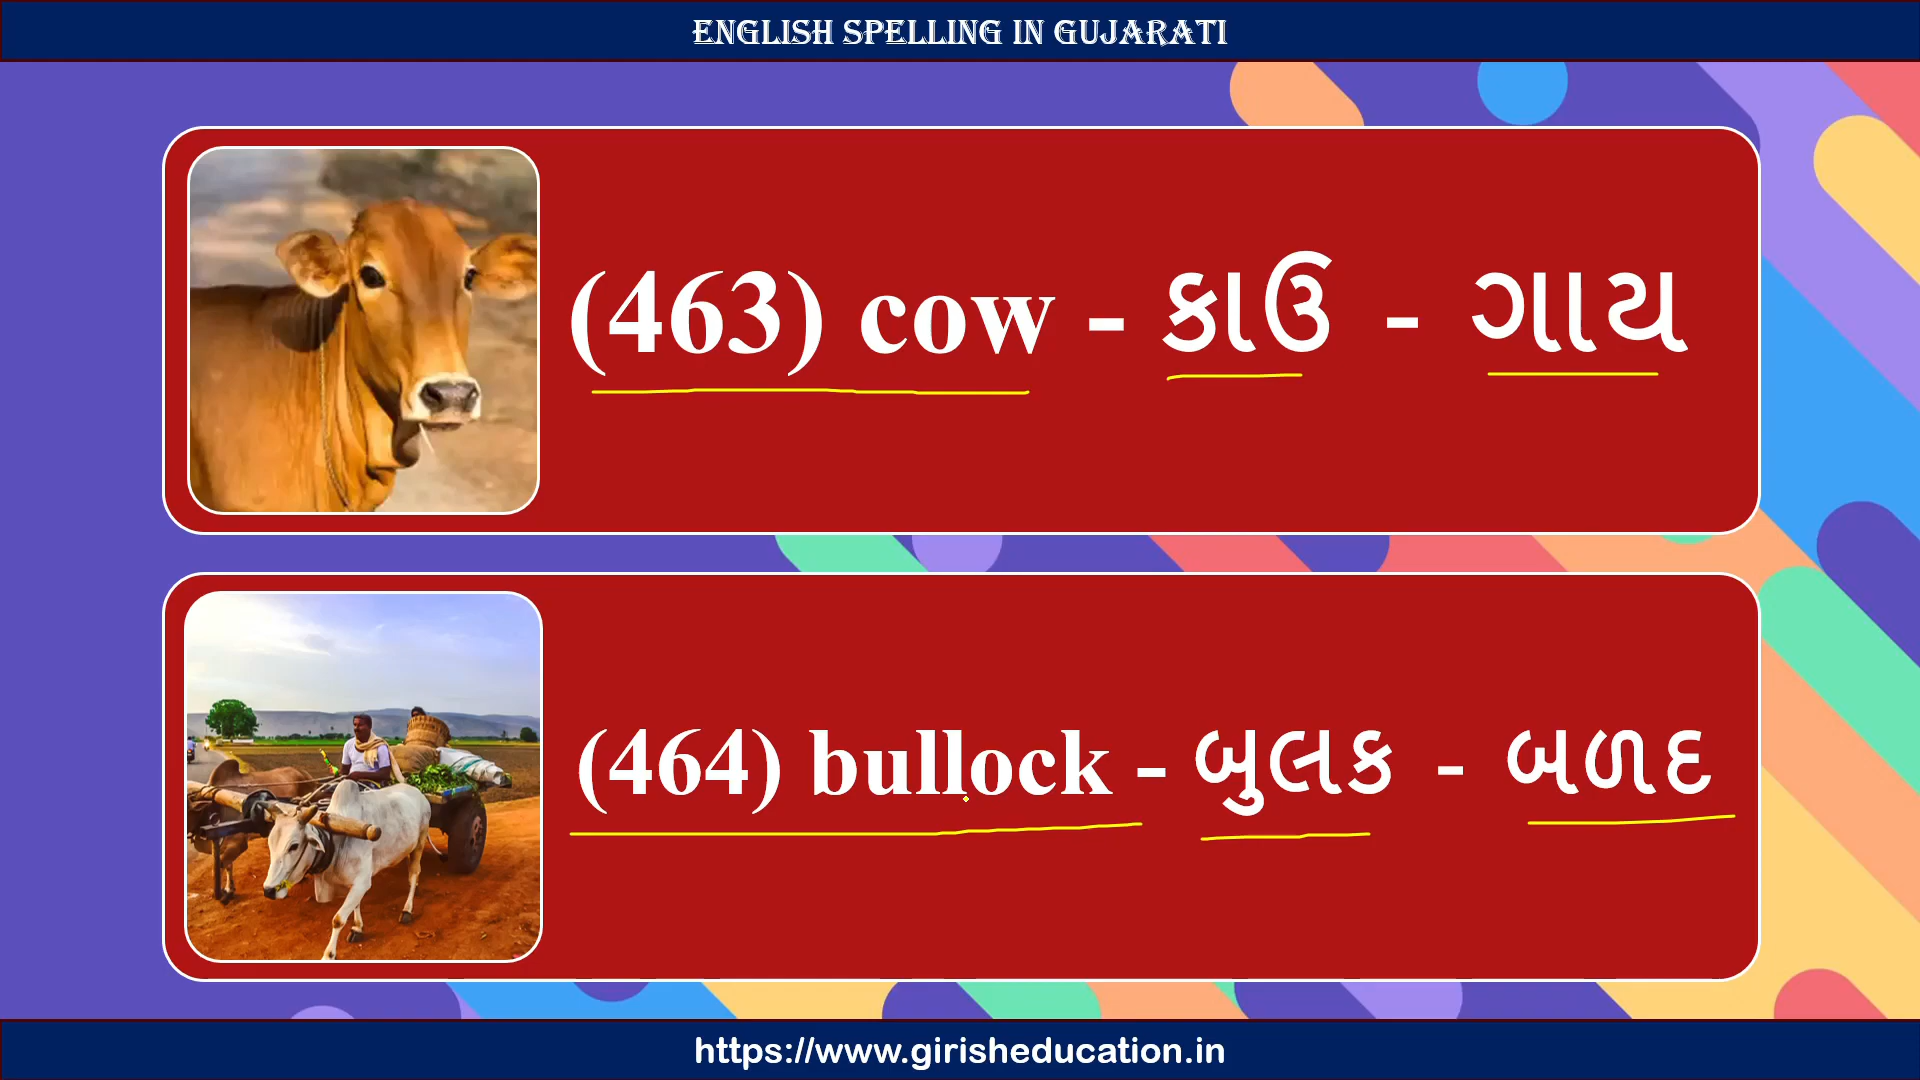 ENGLISH SPELLING IN GUJARATI
(463) cow - કાઉ - ગાય
(464) bullock - બુલક - બળદ
https://www.girisheducation.in